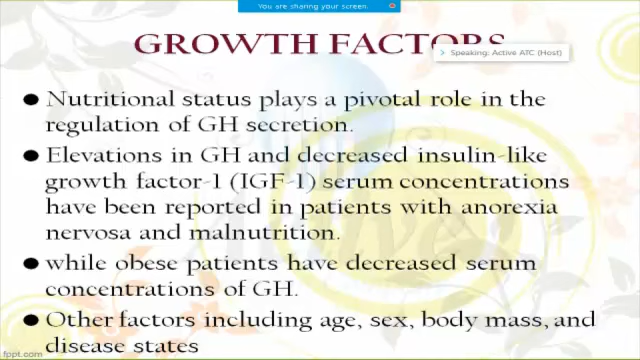 You are sharing your screen.
GROWTH FACTORS
Speaking: Active ATC (Host)
● Nutritional status plays a pivotal role in the
regulation of GH secretion.
● Elevations in GH and decreased insulin-like
growth factor-1 (IGF-1) serum concentrations
have been reported in patients with anorexia
nervosa and malnutrition.
● while obese patients have decreased serum
concentrations of GH.
● Other factors including age, sex, body mass, and
disease states
fppt.com